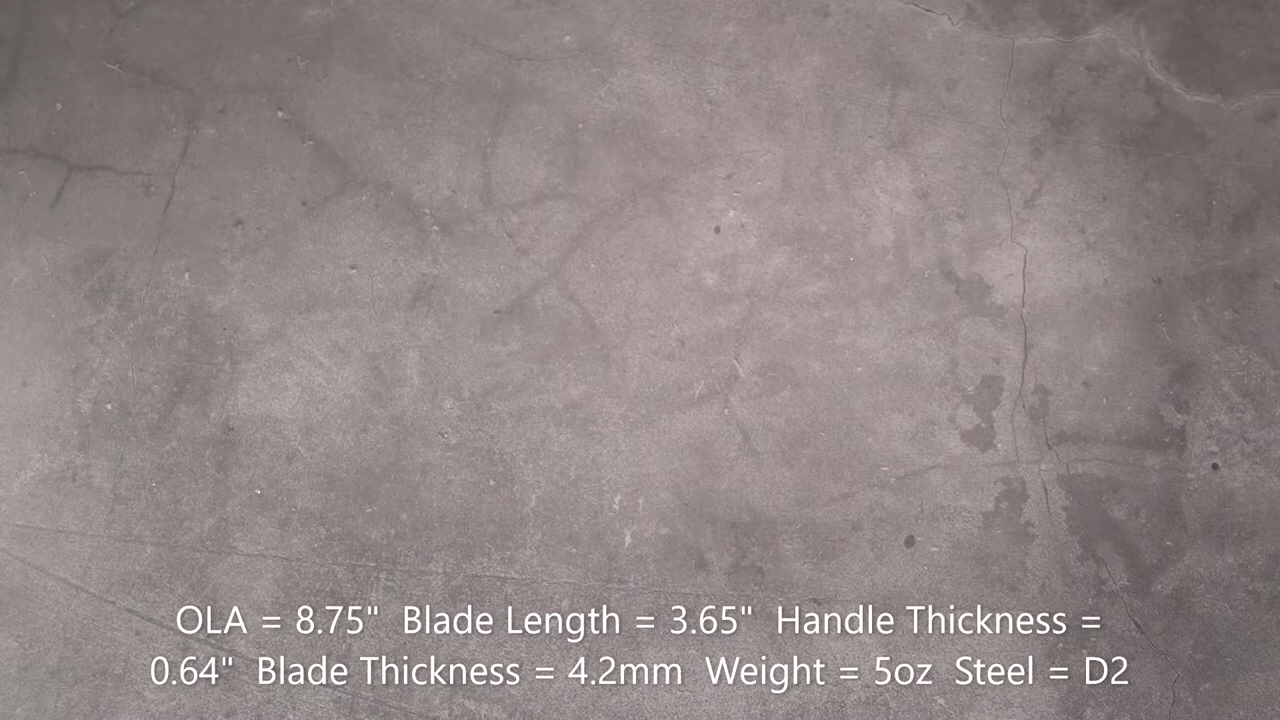 OLA = 8.75"  Blade Length = 3.65"  Handle Thickness =
0.64"  Blade Thickness = 4.2mm  Weight = 5oz  Steel = D2